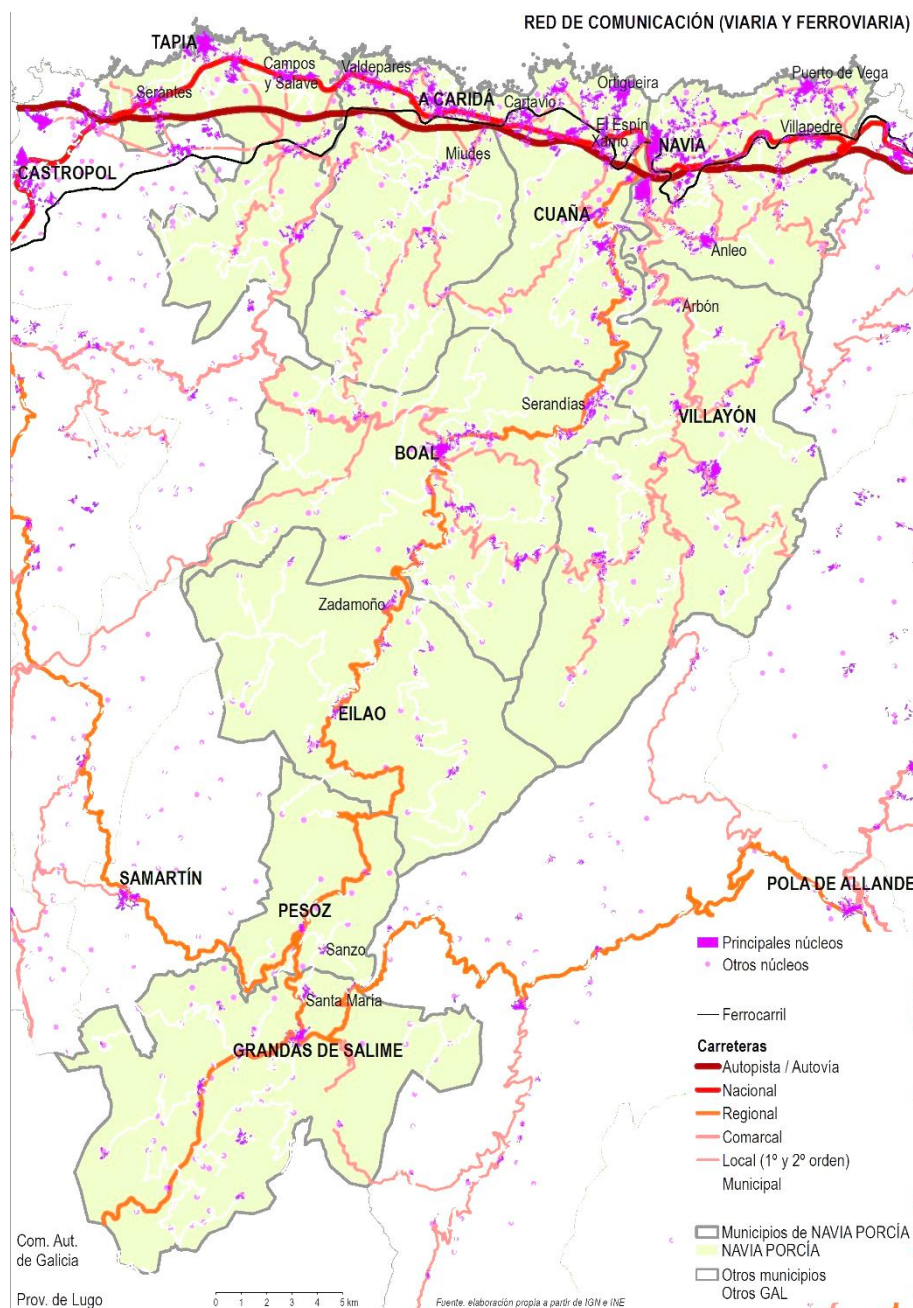 RED DE COMUNICACIÓN (VIARIA Y FERROVIARIA)
TAPIA
Campos
y Salave
Valdepares
Ortigueira
Puerto de Vega
Serantes
A CARIDÁ
Cartavio
El Espín
Xarrio
NAVIA
Villapedre
Miudes
CASTROPOL
CUAÑA
Anleo
Arbón
Serandías
VILLAYÓN
BOAL
Zadamoño
EILAO
SAMARTÍN
POLA DE ALLANDE
PESOZ
Sanzo
Santa María
GRANDAS DE SALIME
Principales núcleos
Otros núcleos
Ferrocarril
Carreteras
Autopista / Autovía
Nacional
Regional
Comarcal
Local (1º y 2º orden)
Municipal
Municipios de NAVIA PORCÍA
NAVIA PORCÍA
Otros municipios
Otros GAL
Com. Aut.
de Galicia
Prov. de Lugo
0 1 2 3 4 5 km
Fuente. elaboración propia a partir de IGN e INE